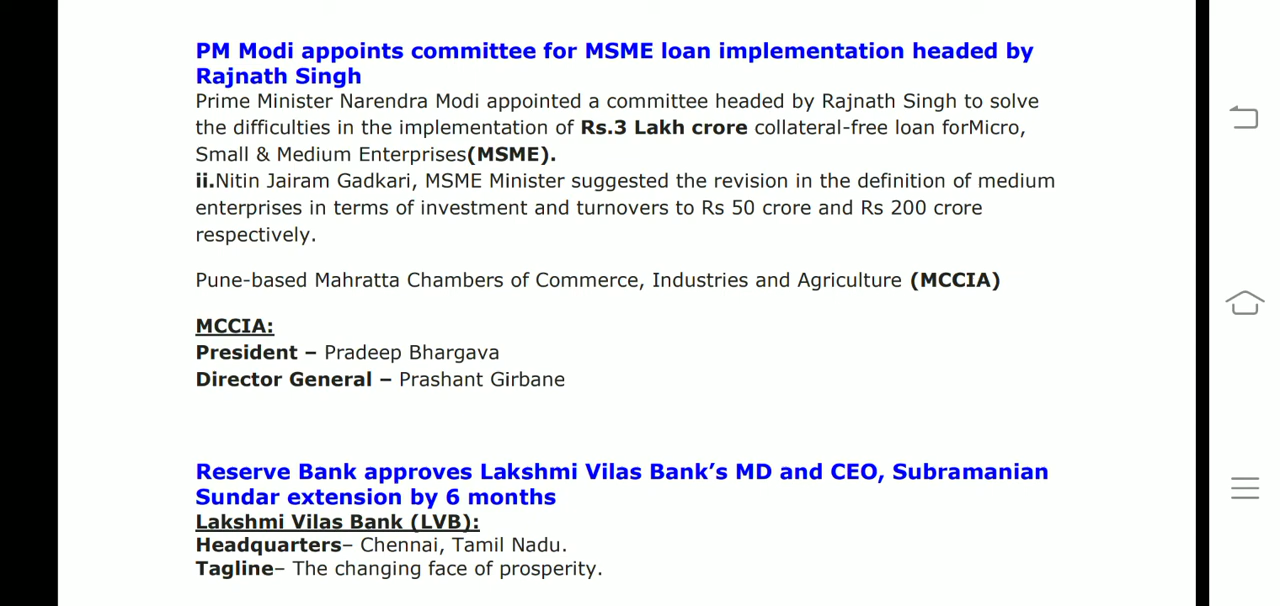 PM Modi appoints committee for MSME loan implementation headed by
Rajnath Singh
Prime Minister Narendra Modi appointed a committee headed by Rajnath Singh to solve
the difficulties in the implementation of Rs.3 Lakh crore collateral-free loan forMicro,
Small & Medium Enterprises(MSME).
ii.Nitin Jairam Gadkari, MSME Minister suggested the revision in the definition of medium
enterprises in terms of investment and turnovers to Rs 50 crore and Rs 200 crore
respectively.
Pune-based Mahratta Chambers of Commerce, Industries and Agriculture (MCCIA)
MCCIA:
President – Pradeep Bhargava
Director General – Prashant Girbane
Reserve Bank approves Lakshmi Vilas Bank’s MD and CEO, Subramanian
Sundar extension by 6 months
Lakshmi Vilas Bank (LVB):
Headquarters– Chennai, Tamil Nadu.
Tagline– The changing face of prosperity.